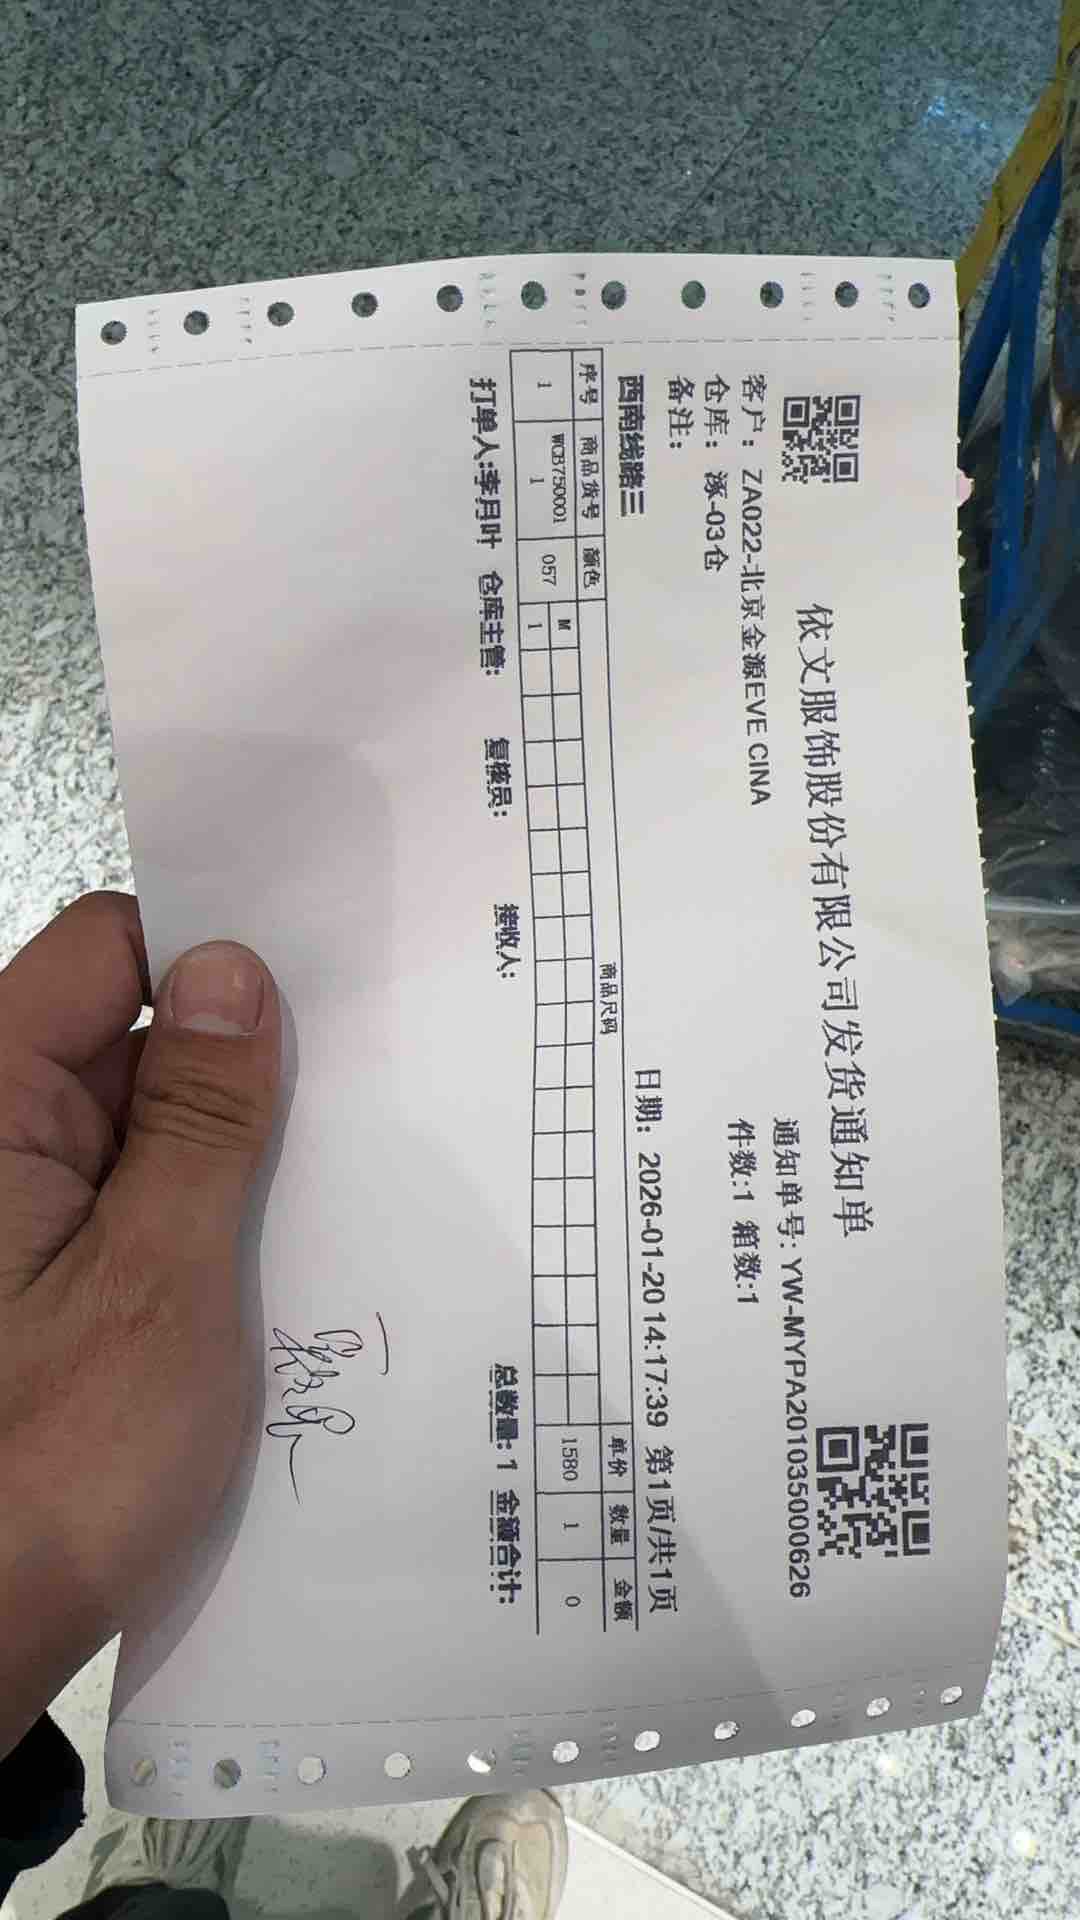 依文服饰股份有限公司发货通知单
客户: ZA022-北京金源EVE CINA
通知单号: YW-MYPA20103500626
仓库: 涿-03仓
件数:1 箱数:1
备注:
西南线路三
日期: 2026-01-20 14:17:39 第1页/共1页
序号 商品货号 颜色 商品尺码 单价 数量 金额
1 WCB750001 1 057 M 1 1580 1 0
打单人:李月叶 仓库主管: 复核员: 接收人: 总数量: 1 金额合计: